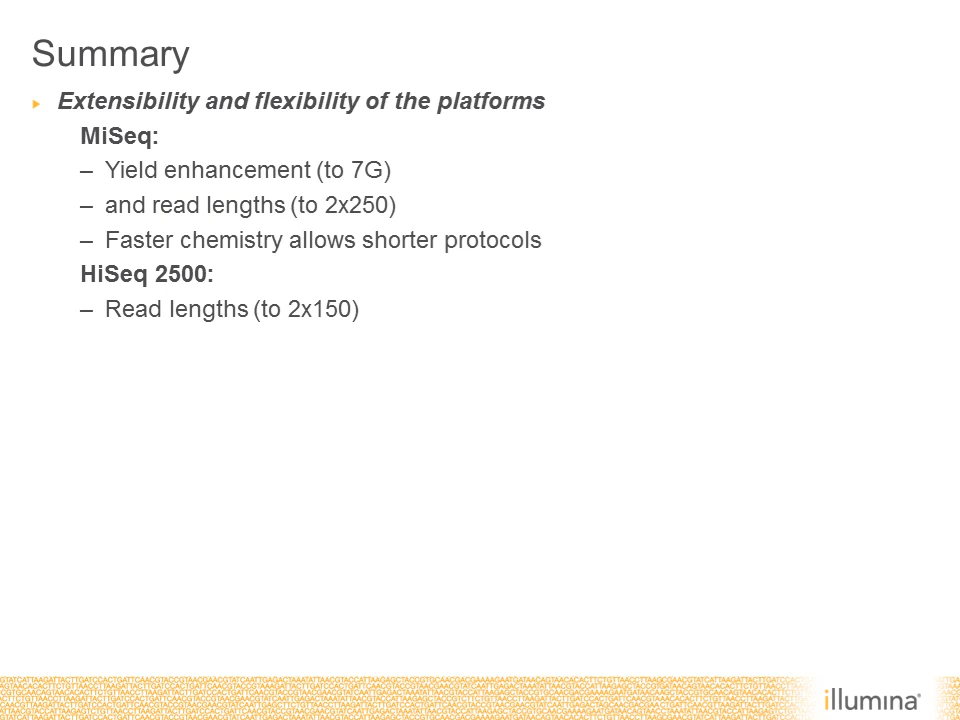 Summary
Extensibility and flexibility of the platforms
MiSeq:
– Yield enhancement (to 7G)
– and read lengths (to 2x250)
– Faster chemistry allows shorter protocols
HiSeq 2500:
– Read lengths (to 2x150)
illumina®